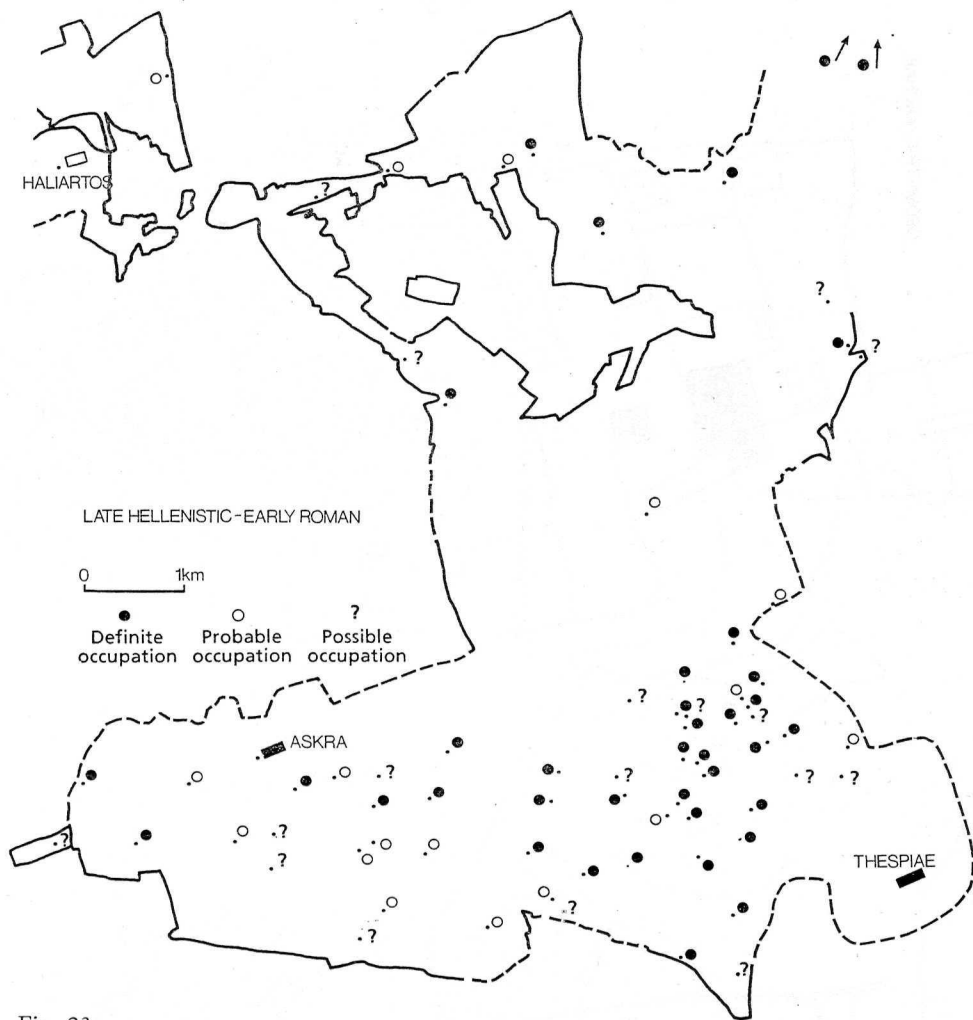 HALIARTOS
LATE HELLENISTIC-EARLY ROMAN
0 1km
? 
Definite occupation
Probable occupation
Possible occupation
ASKRA
THESPIAE